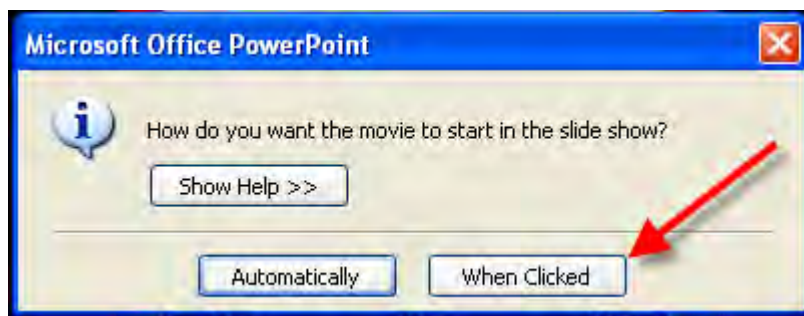 Microsoft Office PowerPoint
How do you want the movie to start in the slide show?
Show Help >>
Automatically
When Clicked